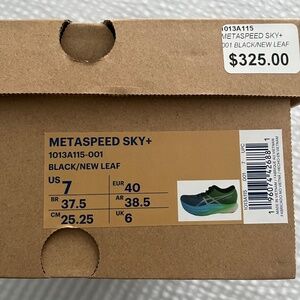 1013A115
METASPEED SKY+
001 BLACK/NEW LEAF
$325.00
METASPEED SKY+
1013A115-001
BLACK/NEW LEAF
US 7
EUR 40
BR 37.5
AR 38.5
CM 25.25
UK 6